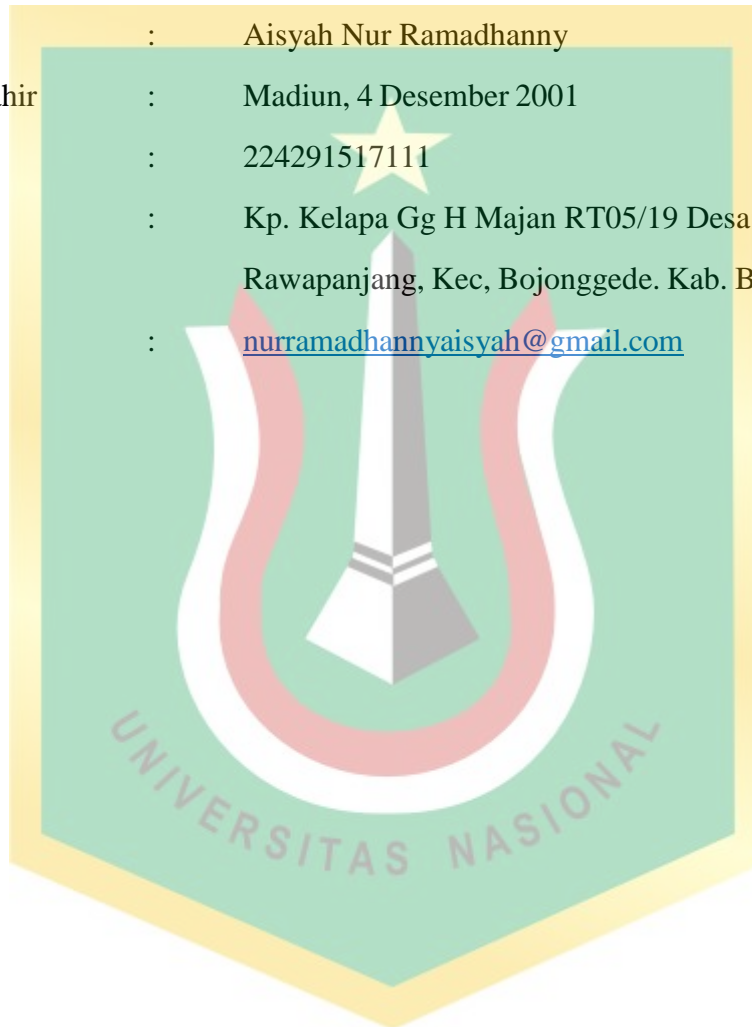 : Aisyah Nur Ramadhanny
hir : Madiun, 4 Desember 2001
: 224291517111
: Kp. Kelapa Gg H Majan RT05/19 Desa
Rawapanjang, Kec, Bojonggede. Kab. B
: nurramadhannyaisyah@gmail.com
UNIVERSITAS NASIONAL